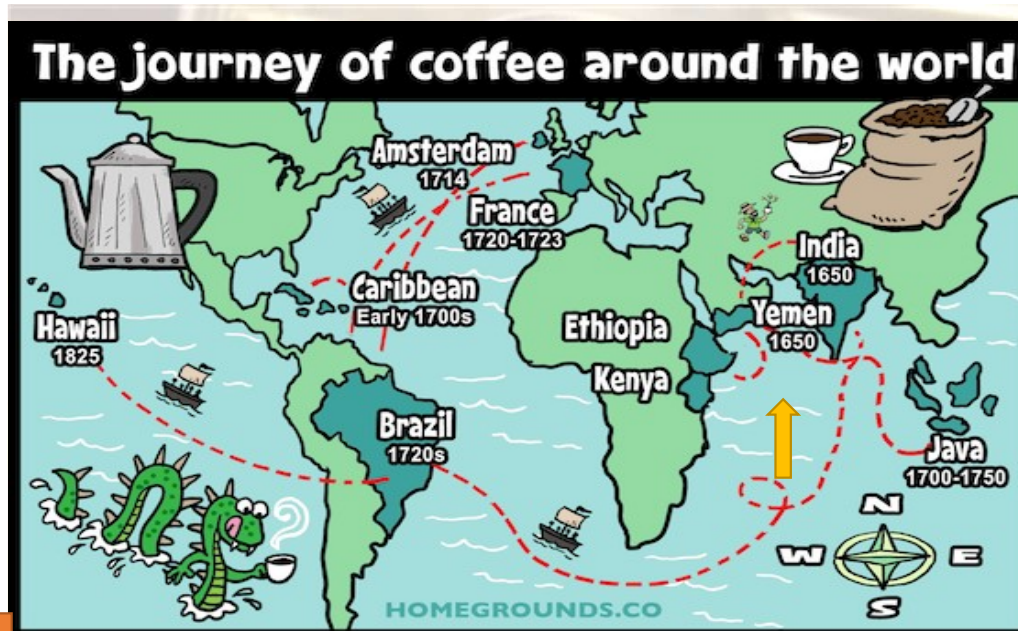 The journey of coffee around the world
Amsterdam
1714
France
1720-1723
Caribbean
Early 1700s
Hawaii
1825
India
1650
Yemen
1650
Ethiopia
Kenya
Brazil
1720s
Java
1700-1750
N
W E
S
HOMEGROUNDS.CO